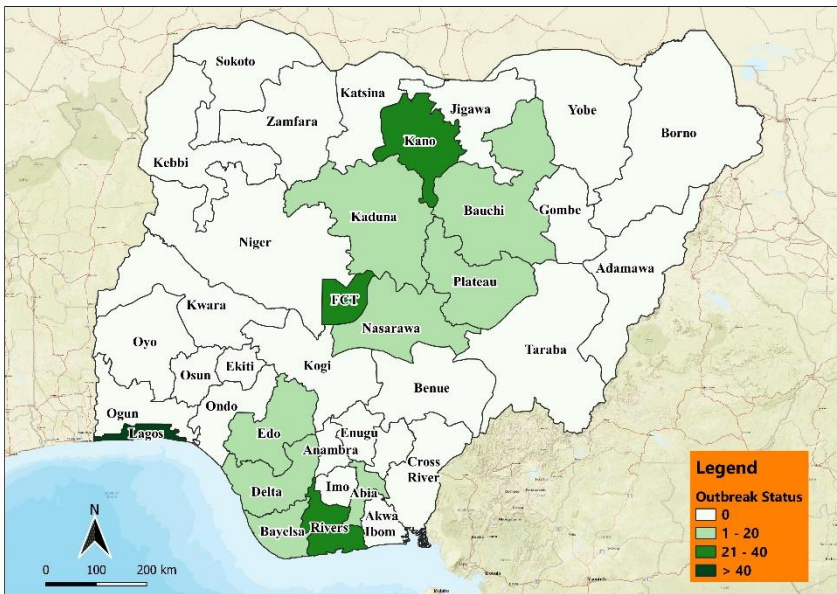 Sokoto
Katsina
Jigawa
Yobe
Borno
Zamfara
Kano
Kebbi
Kaduna
Bauchi
Gombe
Niger
Adamawa
Plateau
FCT
Kwara
Nasarawa
Oyo
Taraba
Osun
Ekiti
Kogi
Benue
Ogun
Ondo
Lagos
Edo
Enugu
Anambra
Cross
River
Delta
Imo
Abia
Akwa
Ibom
Bayelsa
Rivers
N
0 100 200 km
Legend
Outbreak Status
0
1 - 20
21 - 40
> 40